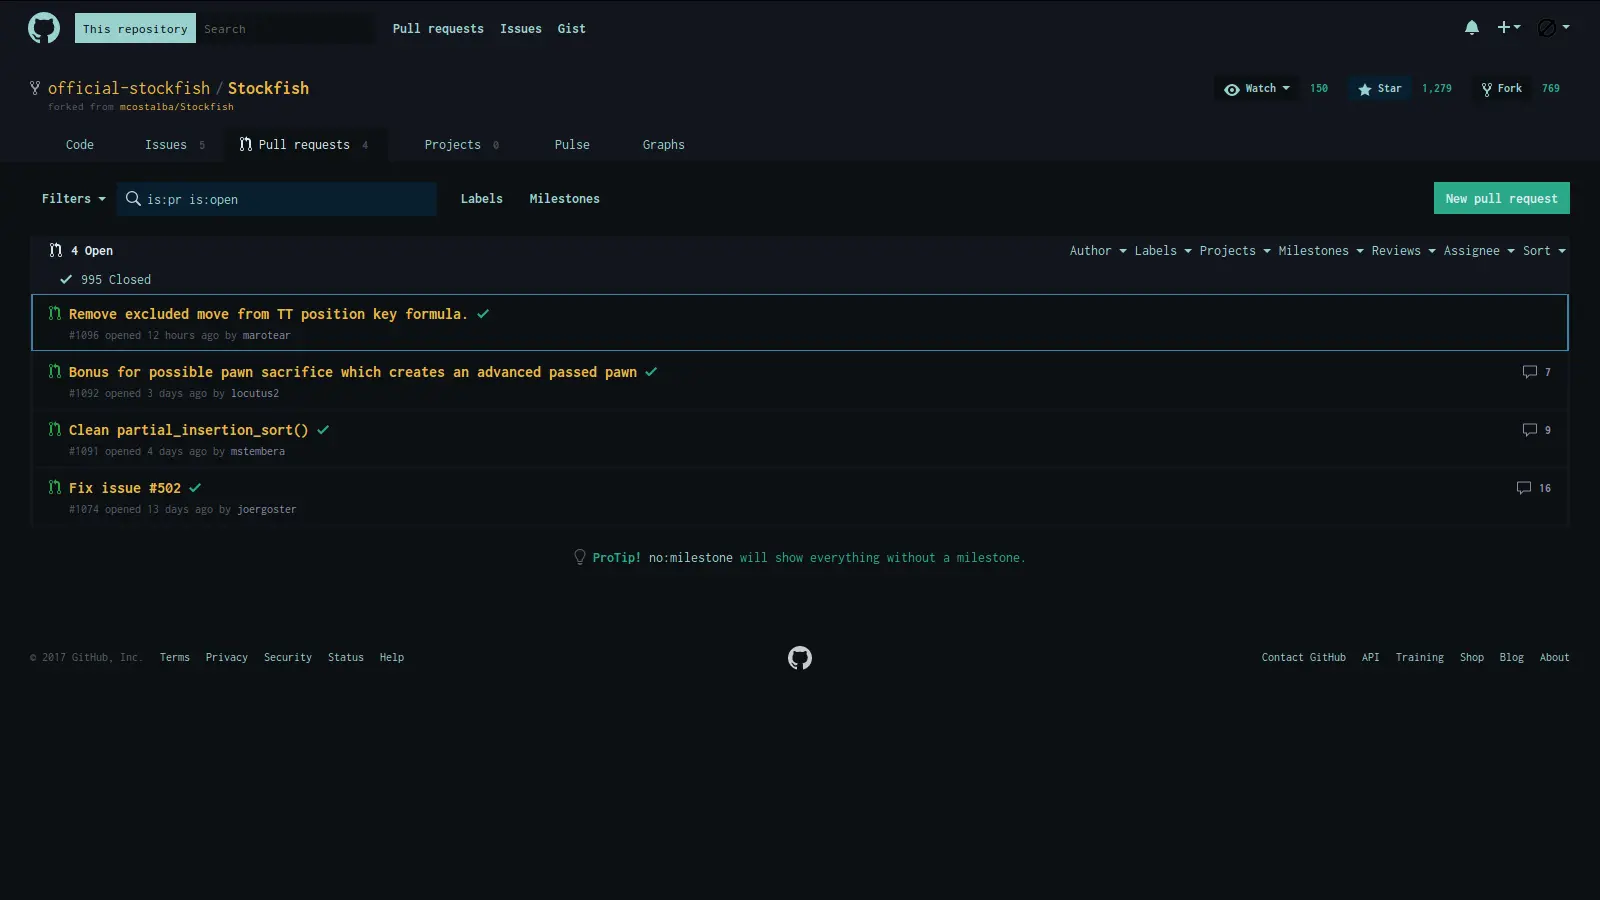 This repository Search Pull requests Issues Gist
official-stockfish / Stockfish Watch 150 Star 1,279 Fork 769
forked from mcostalba/Stockfish
Code Issues 5 Pull requests 4 Projects 0 Pulse Graphs
Filters is:pr is:open Labels Milestones New pull request
4 Open Author Labels Projects Milestones Reviews Assignee Sort
995 Closed
Remove excluded move from TT position key formula.
#1096 opened 12 hours ago by marotear
Bonus for possible pawn sacrifice which creates an advanced passed pawn 7
#1092 opened 3 days ago by locutus2
Clean partial_insertion_sort() 9
#1091 opened 4 days ago by mstembera
Fix issue #502 16
#1074 opened 13 days ago by joergoster
ProTip! no:milestone will show everything without a milestone.
© 2017 GitHub, Inc. Terms Privacy Security Status Help Contact GitHub API Training Shop Blog About